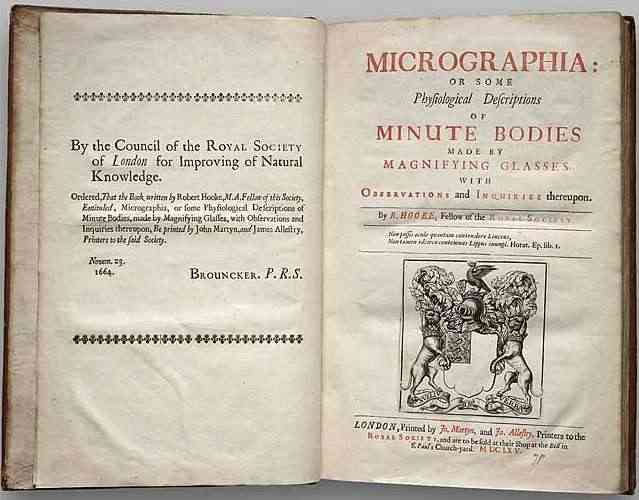 By the Council of the ROYAL SOCIETY
of London for Improving of Natural
Knowledge.
Ordered, That the Book written by Robert Hooke, M.A. Fellow of this Society,
Entituled, Micrographia, or some Physiological Descriptions of
Minute Bodies, made by Magnifying Glasses, with Observations and
Inquiries thereupon, Be printed by John Martyn, and James Allestry,
Printers to the said Society.
Novem. 23.
1664.
BROUNCKER. P.R.S.
MICROGRAPHIA:
OR SOME
Phyſiological Deſcriptions
OF
MINUTE BODIES
MADE BY
MAGNIFYING GLASSES
WITH
OBSERVATIONS and INQUIRIES thereupon.
By R. HOOKE, Fellow of the ROYAL SOCIETY.
Non poſſis oculo quantum contendere Linceus,
Non tamen idcirco contemnas Lippus inungi. Horat. Ep. lib. 1.
LONDON, Printed by Jo. Martyn, and Ja. Alleſtry, Printers to the
ROYAL SOCIETY, and are to be ſold at their Shop at the Bell in
S. Paul's Church-yard. M DC LX V.